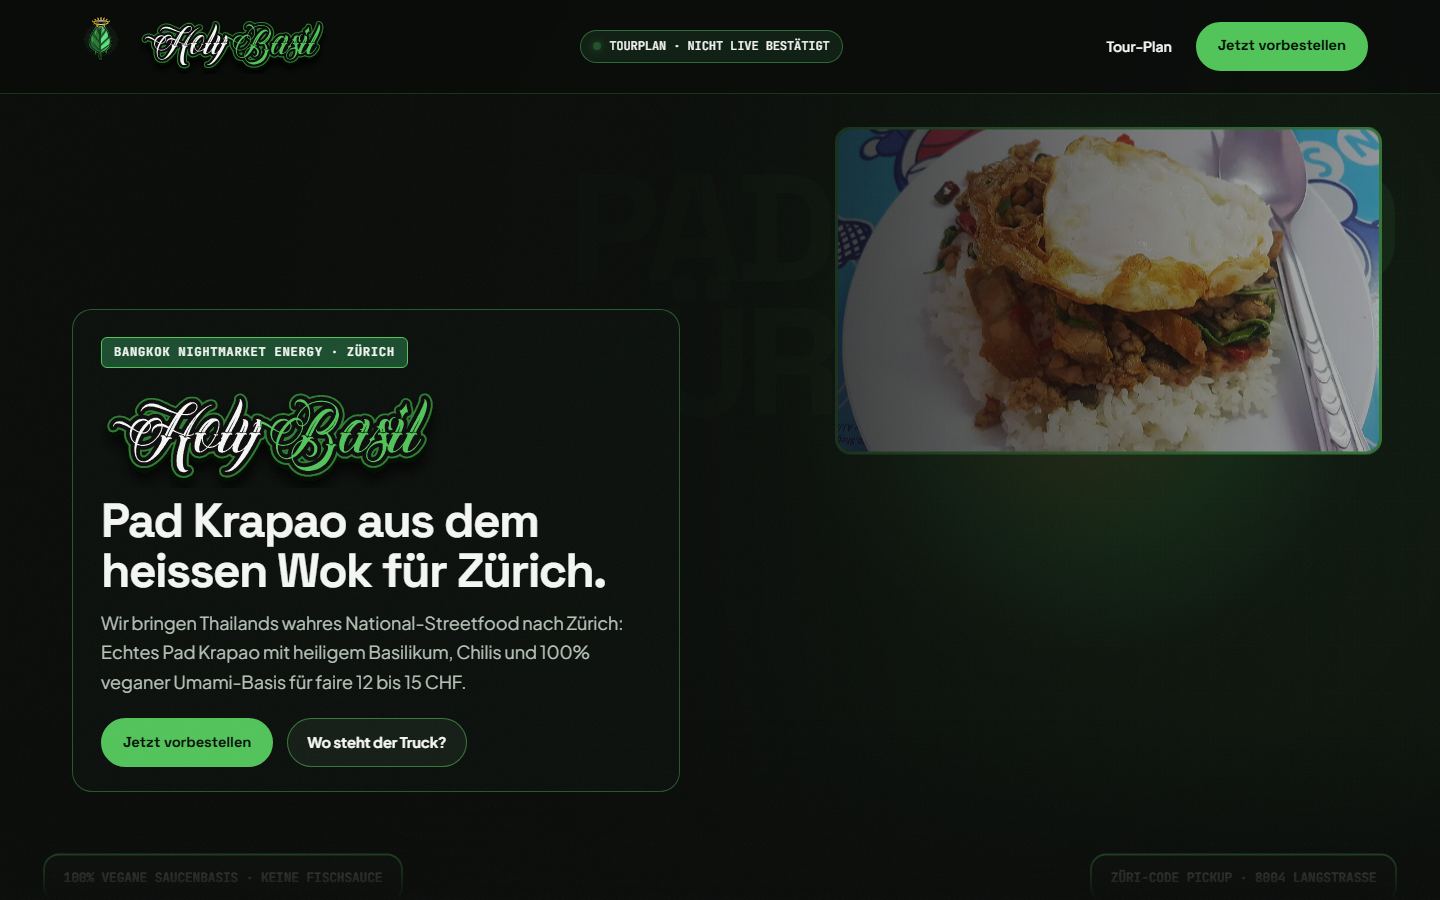 Holy Basil
TOURPLAN · NICHT LIVE BESTÄTIGT
Tour-Plan
Jetzt vorbestellen
PAD
SN
BANGKOK NIGHTMARKET ENERGY · ZÜRICH
Holy Basil
Pad Krapao aus dem
heissen Wok für Zürich.
Wir bringen Thailands wahres National-Streetfood nach Zürich:
Echtes Pad Krapao mit heiligem Basilikum, Chilis und 100%
veganer Umami-Basis für faire 12 bis 15 CHF.
Jetzt vorbestellen
Wo steht der Truck?
100% VEGANE SAUCENBASIS · KEINE FISCHSAUCE
ZÜRI-CODE PICKUP · 8004 LANGSTRASSE